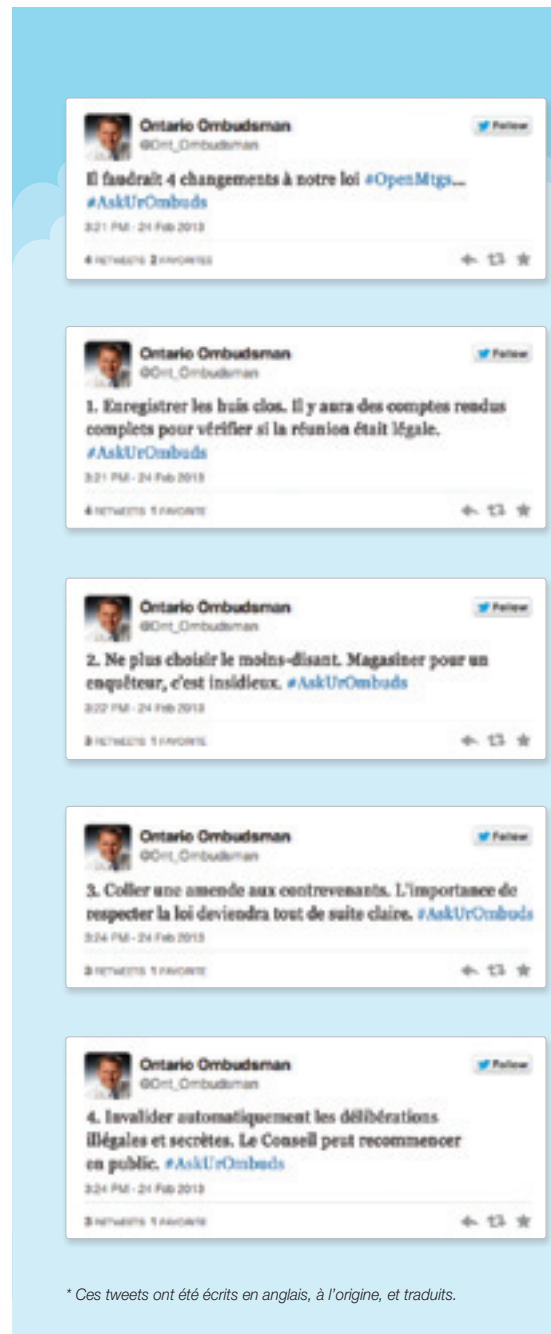 Ontario Ombudsman
@Ont_Ombudsman
Follow
Il faudrait 4 changements à notre loi #OpenMtgs...
#AskUrOmbuds
3:21 PM - 24 Feb 2013
4 RETWEETS 2 FAVORITES
Ontario Ombudsman
@Ont_Ombudsman
Follow
1. Enregistrer les huis clos. Il y aura des comptes rendus
complets pour vérifier si la réunion était légale.
#AskUrOmbuds
3:21 PM - 24 Feb 2013
4 RETWEETS 1 FAVORITE
Ontario Ombudsman
@Ont_Ombudsman
Follow
2. Ne plus choisir le moins-disant. Magasiner pour un
enquêteur, c'est insidieux. #AskUrOmbuds
3:22 PM - 24 Feb 2013
3 RETWEETS 1 FAVORITE
Ontario Ombudsman
@Ont_Ombudsman
Follow
3. Coller une amende aux contrevenants. L'importance de
respecter la loi deviendra tout de suite claire. #AskUrOmbuds
3:24 PM - 24 Feb 2013
3 RETWEETS 1 FAVORITE
Ontario Ombudsman
@Ont_Ombudsman
Follow
4. Invalider automatiquement les délibérations
illégales et secrètes. Le Conseil peut recommencer
en public. #AskUrOmbuds
3:24 PM - 24 Feb 2013
3 RETWEETS 1 FAVORITE
* Ces tweets ont été écrits en anglais, à l'origine, et traduits.